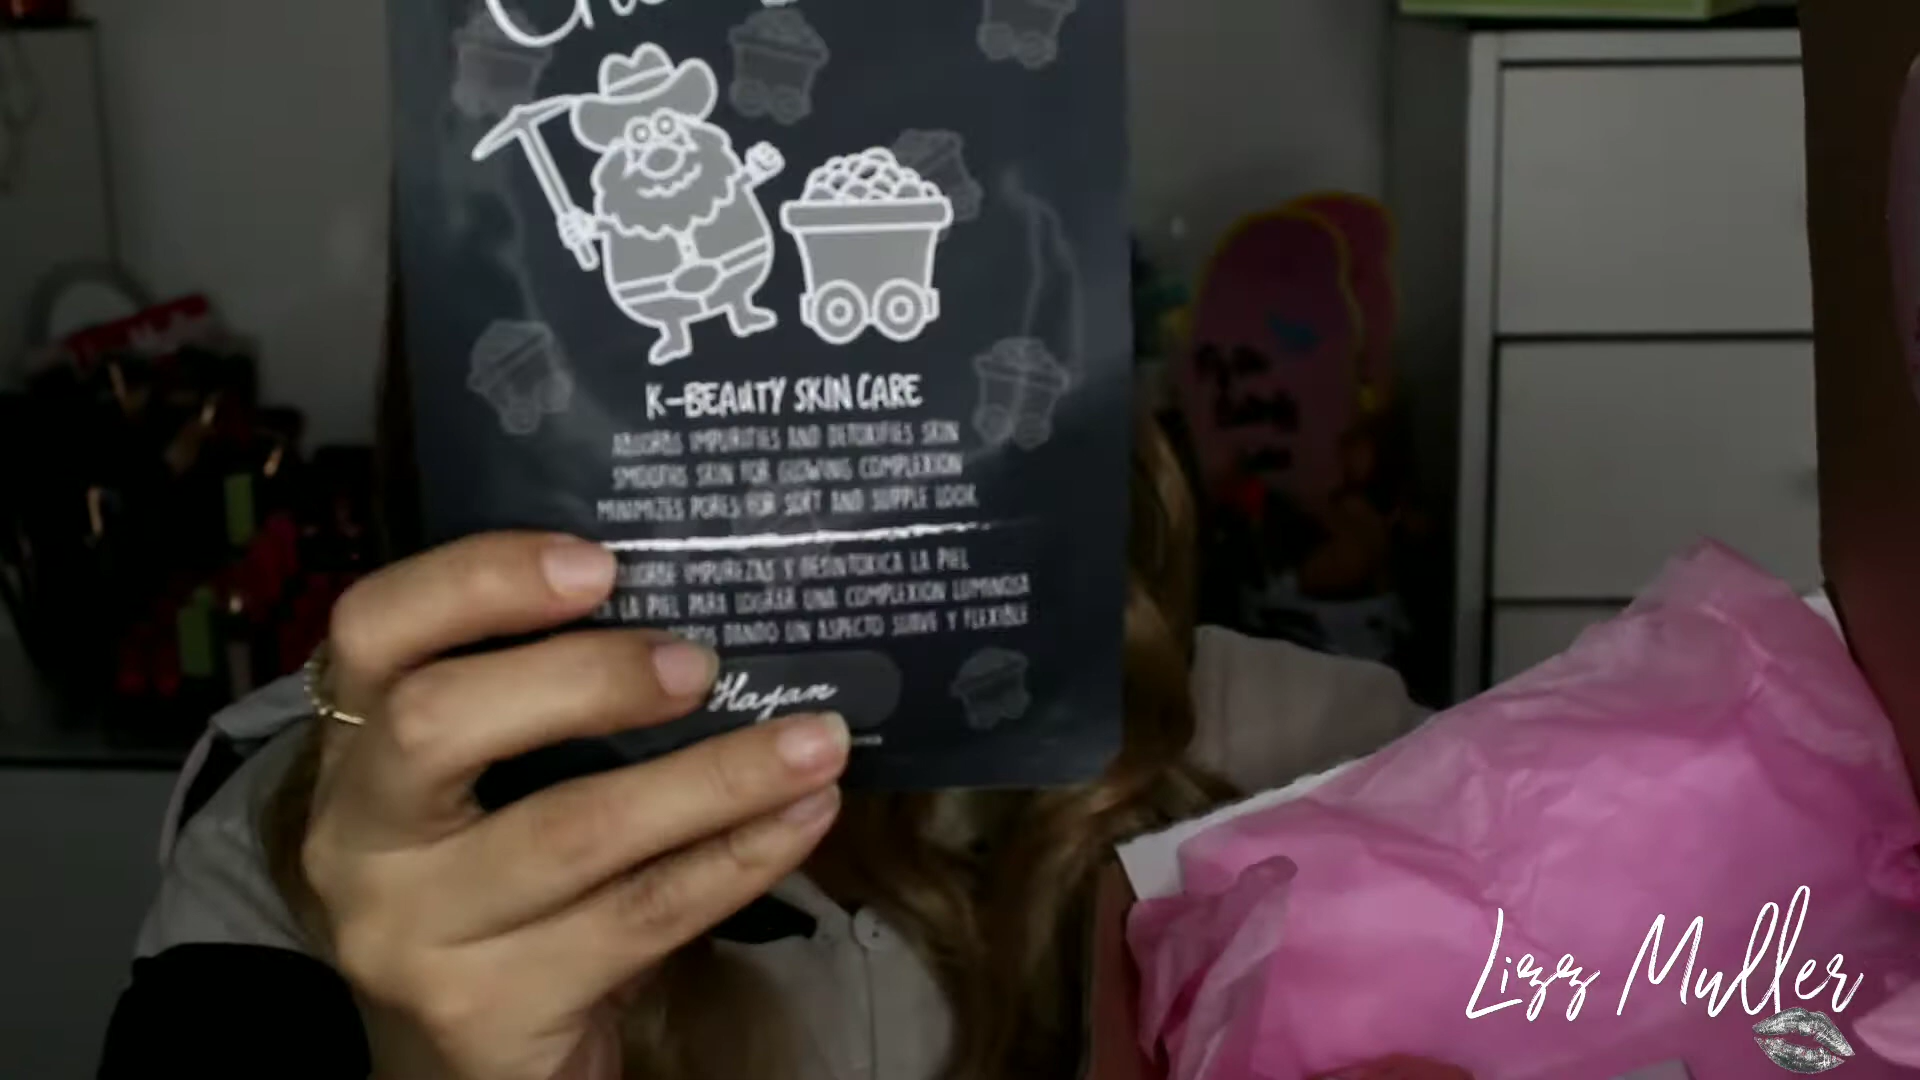 K-BEAUTY SKIN CARE
ABSORBS IMPURITIES AND DETOXIFIES SKIN
SMOOTHS SKIN FOR GLOWING COMPLEXION
MINIMIZES PORES FOR SOFT AND SUPPLE LOOK
IMPUREZAS Y DESINTOXICA LA PIEL
LA PIEL PARA LOGRAR UNA COMPLEXION LUMINOSA
DANDO UN ASPECTO SUAVE Y FLEXIBLE
Hayan
Lizz Muller